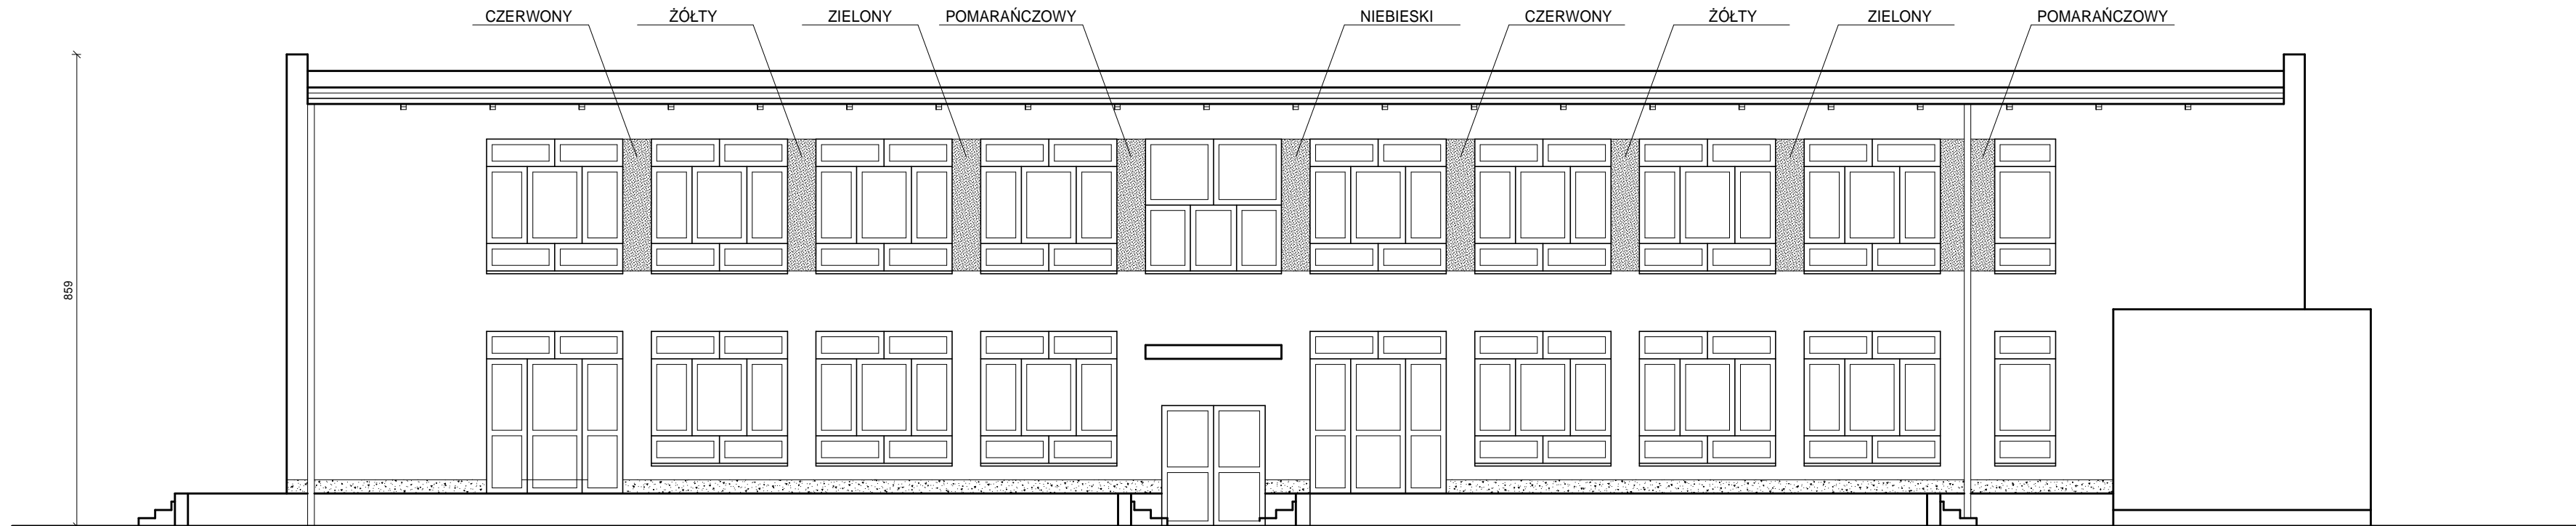 CZERWONY
ŻÓŁTY
ZIELONY
POMARAŃCZOWY
NIEBIESKI
CZERWONY
ŻÓŁTY
ZIELONY
POMARAŃCZOWY
859